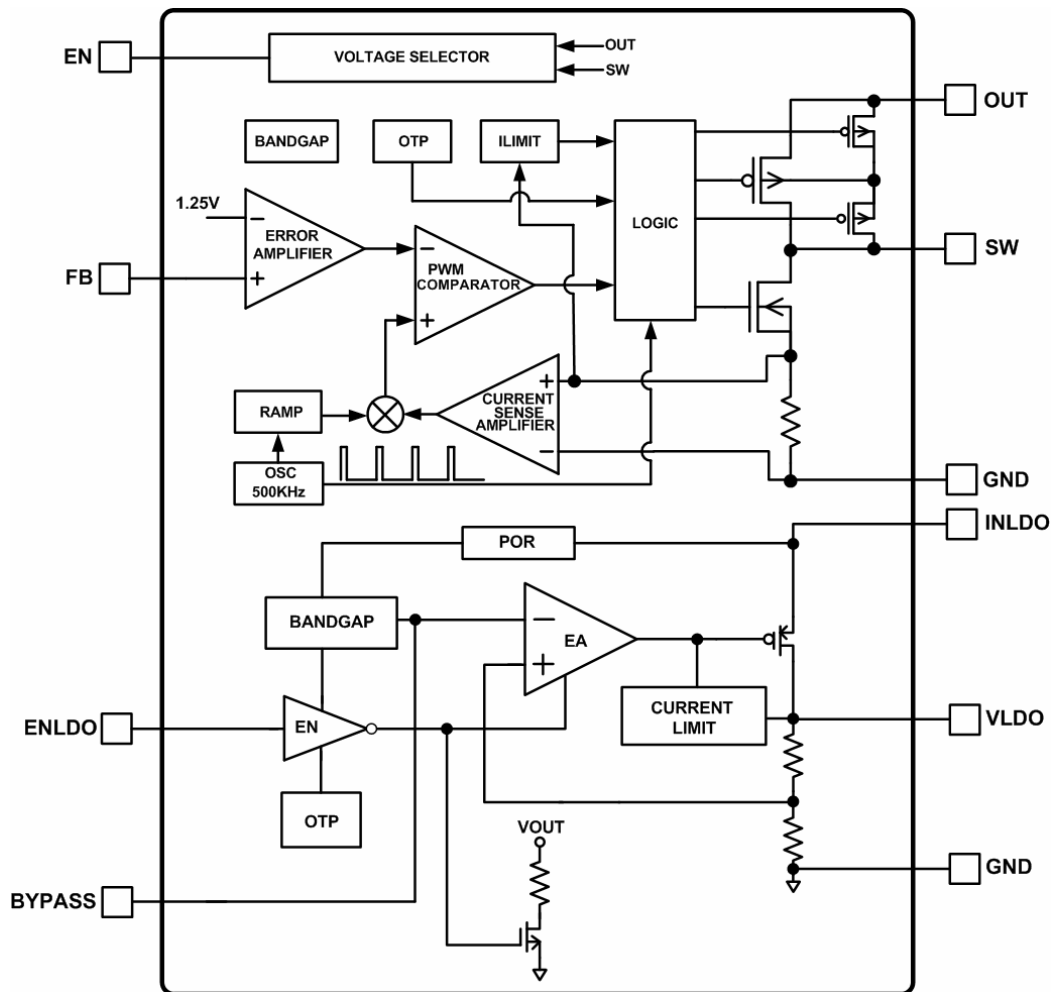 EN
VOLTAGE SELECTOR
OUT
SW
OUT
BANDGAP
OTP
ILIMIT
LOGIC
1.25V
−
ERROR
AMPLIFIER
+
FB
−
PWM
COMPARATOR
+
SW
RAMP
+
CURRENT
SENSE
AMPLIFIER
−
OSC
500KHz
GND
INLDO
POR
BANDGAP
−
EA
+
ENLDO
EN
CURRENT
LIMIT
VLDO
OTP
VOUT
GND
BYPASS